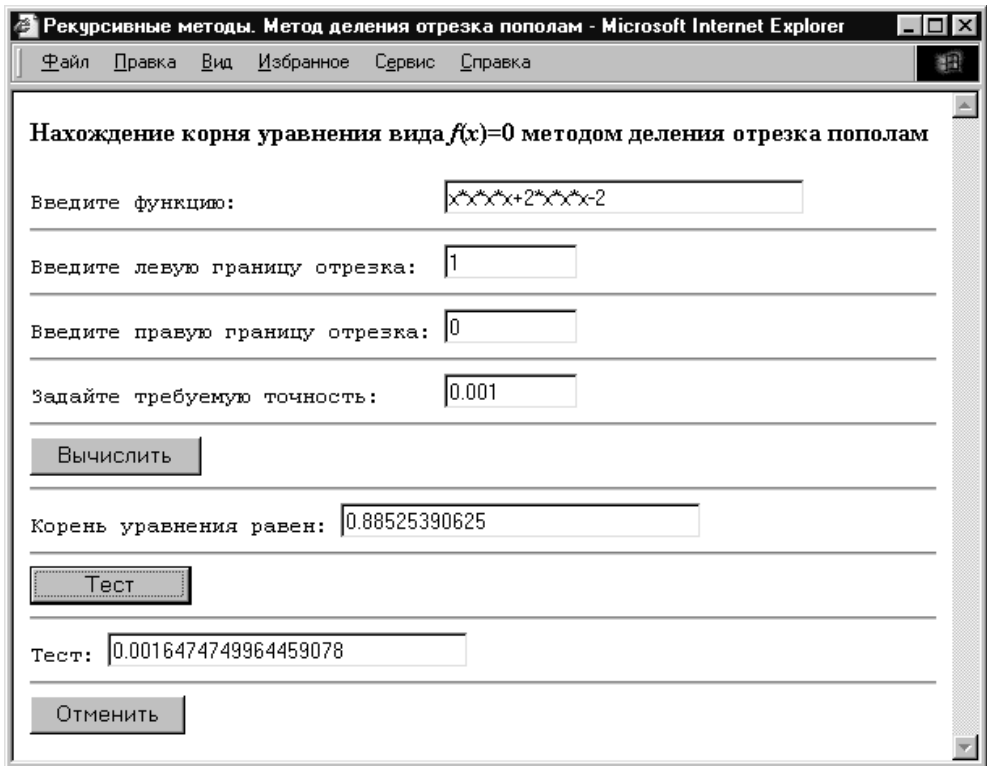 Рекурсивные методы. Метод деления отрезка пополам - Microsoft Internet Explorer
Файл Правка Вид Избранное Сервис Справка
Нахождение корня уравнения вида f(x)=0 методом деления отрезка пополам
Введите функцию: x*x*x*x+2*x*x*x-2
Введите левую границу отрезка: 1
Введите правую границу отрезка: 0
Задайте требуемую точность: 0.001
Вычислить
Корень уравнения равен: 0.88525390625
Тест
Тест: 0.0016474749964459078
Отменить